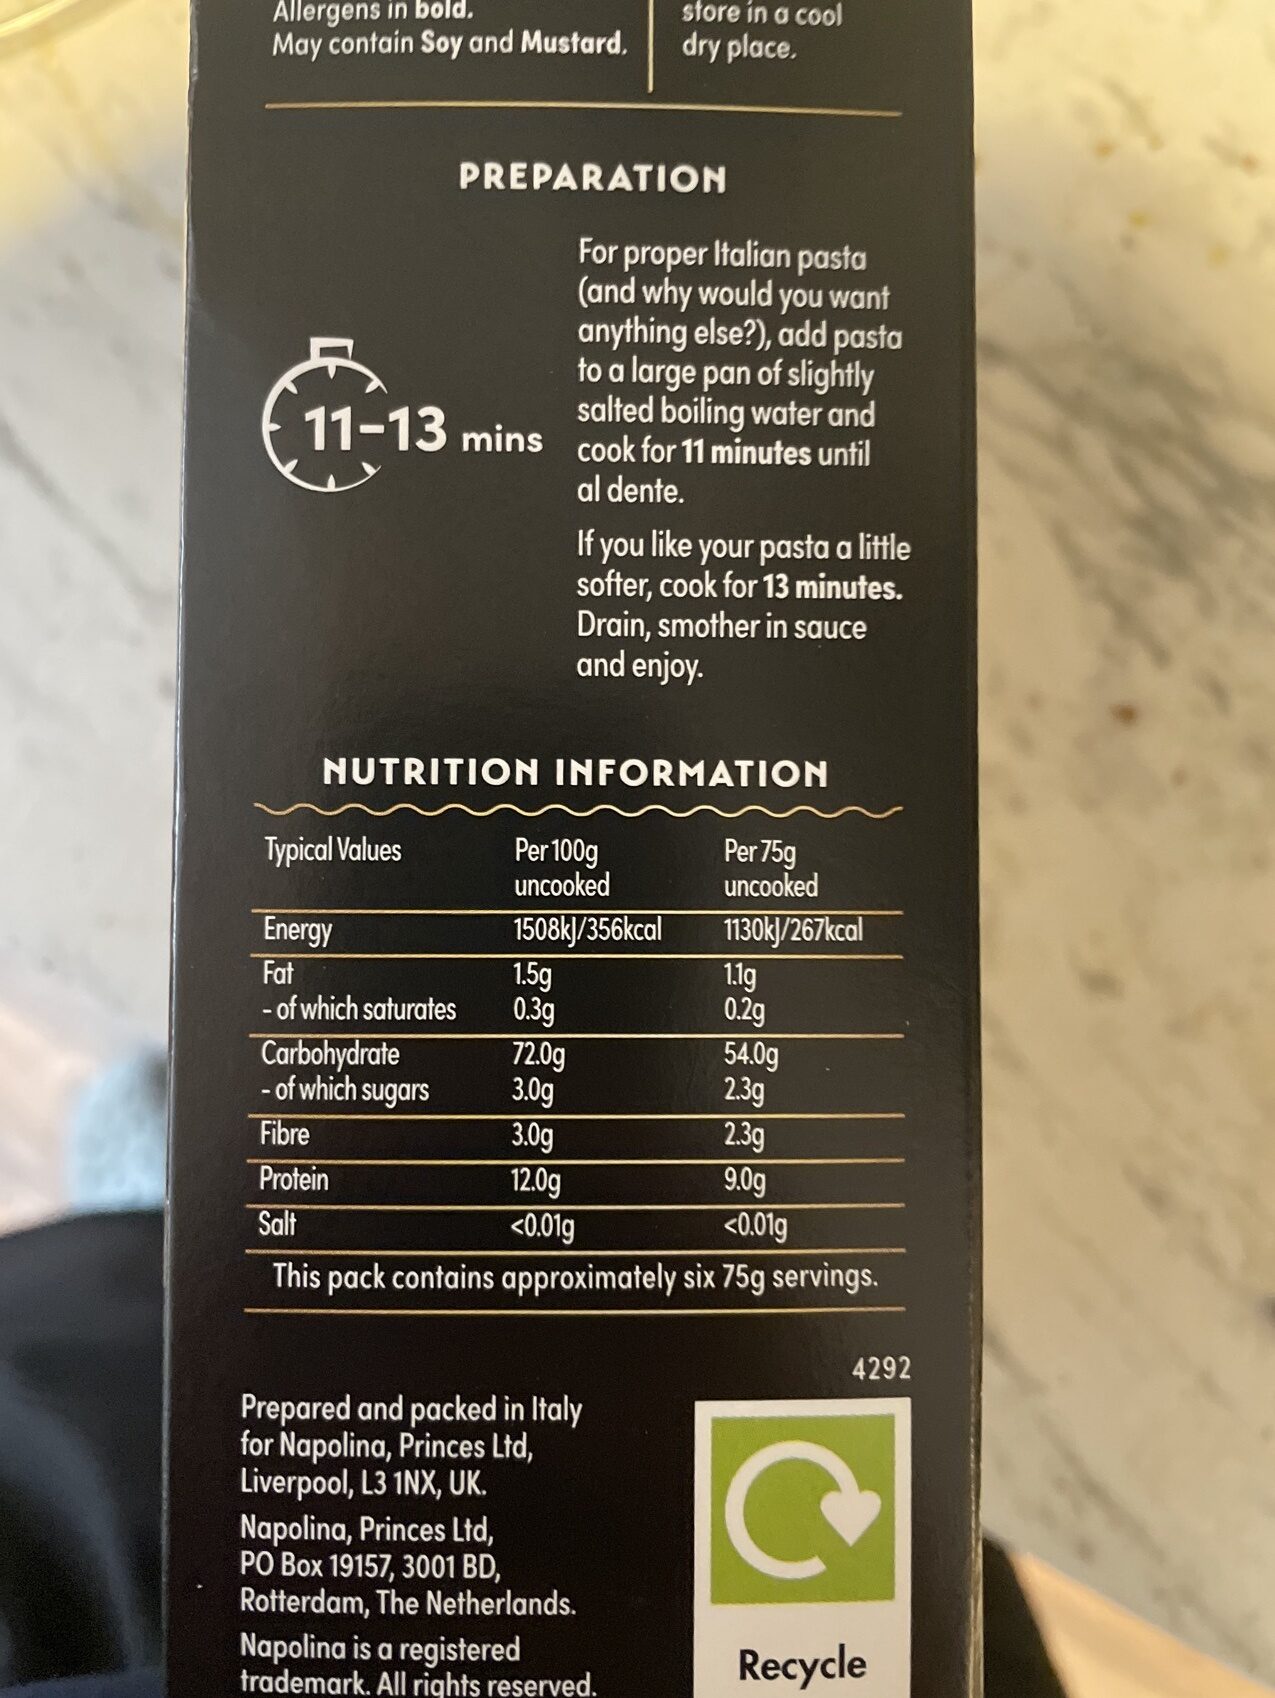 Allergens in bold.
May contain Soy and Mustard.
store in a cool
dry place.
PREPARATION
11-13 mins
For proper Italian pasta
(and why would you want
anything else?), add pasta
to a large pan of slightly
salted boiling water and
cook for 11 minutes until
al dente.
If you like your pasta a little
softer, cook for 13 minutes.
Drain, smother in sauce
and enjoy.
NUTRITION INFORMATION
Typical Values Per 100g uncooked Per 75g uncooked
Energy 1508kJ/356kcal 1130kJ/267kcal
Fat 1.5g 1.1g
- of which saturates 0.3g 0.2g
Carbohydrate 72.0g 54.0g
- of which sugars 3.0g 2.3g
Fibre 3.0g 2.3g
Protein 12.0g 9.0g
Salt <0.01g <0.01g
This pack contains approximately six 75g servings.
4292
Prepared and packed in Italy
for Napolina, Princes Ltd,
Liverpool, L3 1NX, UK.
Napolina, Princes Ltd,
PO Box 19157, 3001 BD,
Rotterdam, The Netherlands.
Napolina is a registered
trademark. All rights reserved.
Recycle